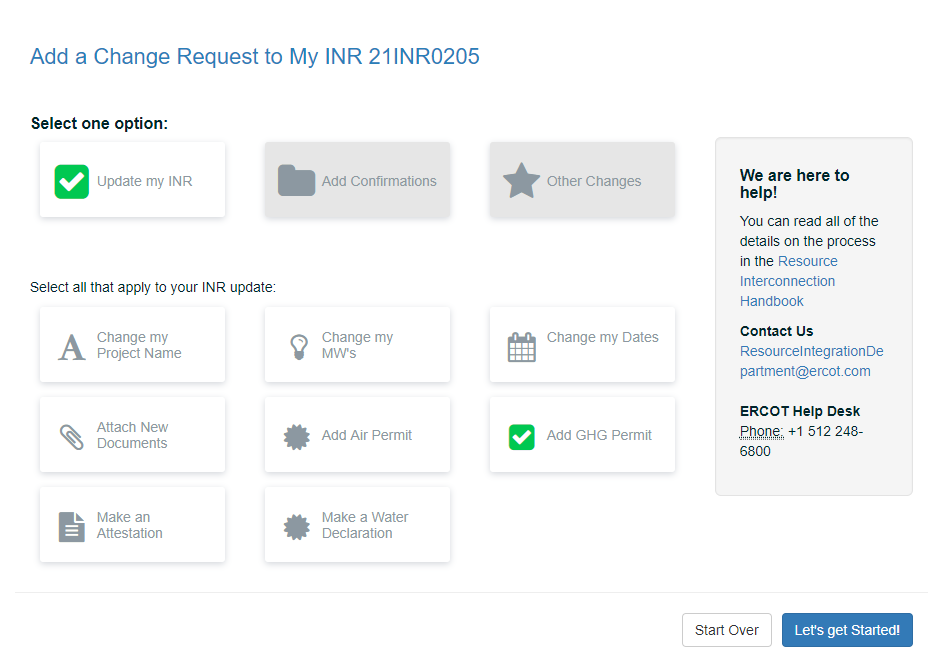 Add a Change Request to My INR 21INR0205
Select one option:
Update my INR
Add Confirmations
Other Changes
Select all that apply to your INR update:
Change my
Project Name
Change my
MW's
Change my Dates
Attach New
Documents
Add Air Permit
Add GHG Permit
Make an
Attestation
Make a Water
Declaration
We are here to
help!
You can read all of the
details on the process
in the Resource
Interconnection
Handbook
Contact Us
ResourceIntegrationDe
partment@ercot.com
ERCOT Help Desk
Phone: +1 512 248-
6800
Start Over
Let's get Started!